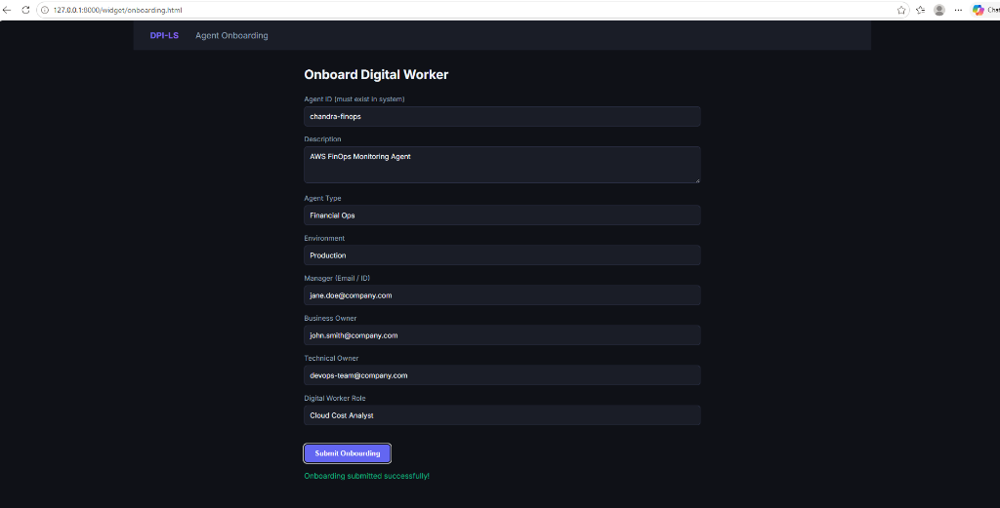 127.0.0.1:8000/widget/onboarding.html
Chat
DPI-LS Agent Onboarding
Onboard Digital Worker
Agent ID (must exist in system)
chandra-finops
Description
AWS FinOps Monitoring Agent
Agent Type
Financial Ops
Environment
Production
Manager (Email / ID)
jane.doe@company.com
Business Owner
john.smith@company.com
Technical Owner
devops-team@company.com
Digital Worker Role
Cloud Cost Analyst
Submit Onboarding
Onboarding submitted successfully!